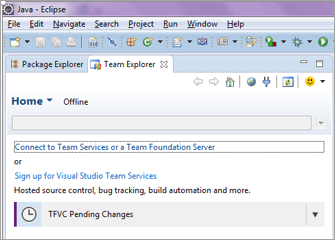 Java - Eclipse
File Edit Navigate Search Project Run Window Help
Package Explorer Team Explorer
Home Offline
Connect to Team Services or a Team Foundation Server
or
Sign up for Visual Studio Team Services
Hosted source control, bug tracking, build automation and more.
TFVC Pending Changes